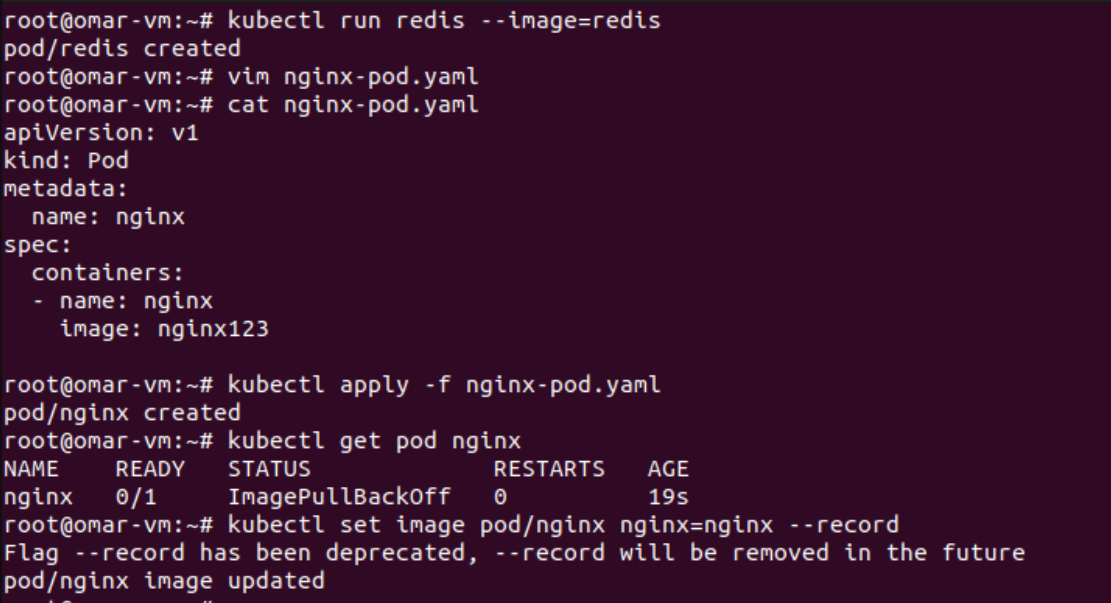 root@omar-vm:~# kubectl run redis --image=redis
pod/redis created
root@omar-vm:~# vim nginx-pod.yaml
root@omar-vm:~# cat nginx-pod.yaml
apiVersion: v1
kind: Pod
metadata:
  name: nginx
spec:
  containers:
  - name: nginx
    image: nginx123

root@omar-vm:~# kubectl apply -f nginx-pod.yaml
pod/nginx created
root@omar-vm:~# kubectl get pod nginx
NAME    READY   STATUS             RESTARTS   AGE
nginx   0/1     ImagePullBackOff   0          19s
root@omar-vm:~# kubectl set image pod/nginx nginx=nginx --record
Flag --record has been deprecated, --record will be removed in the future
pod/nginx image updated